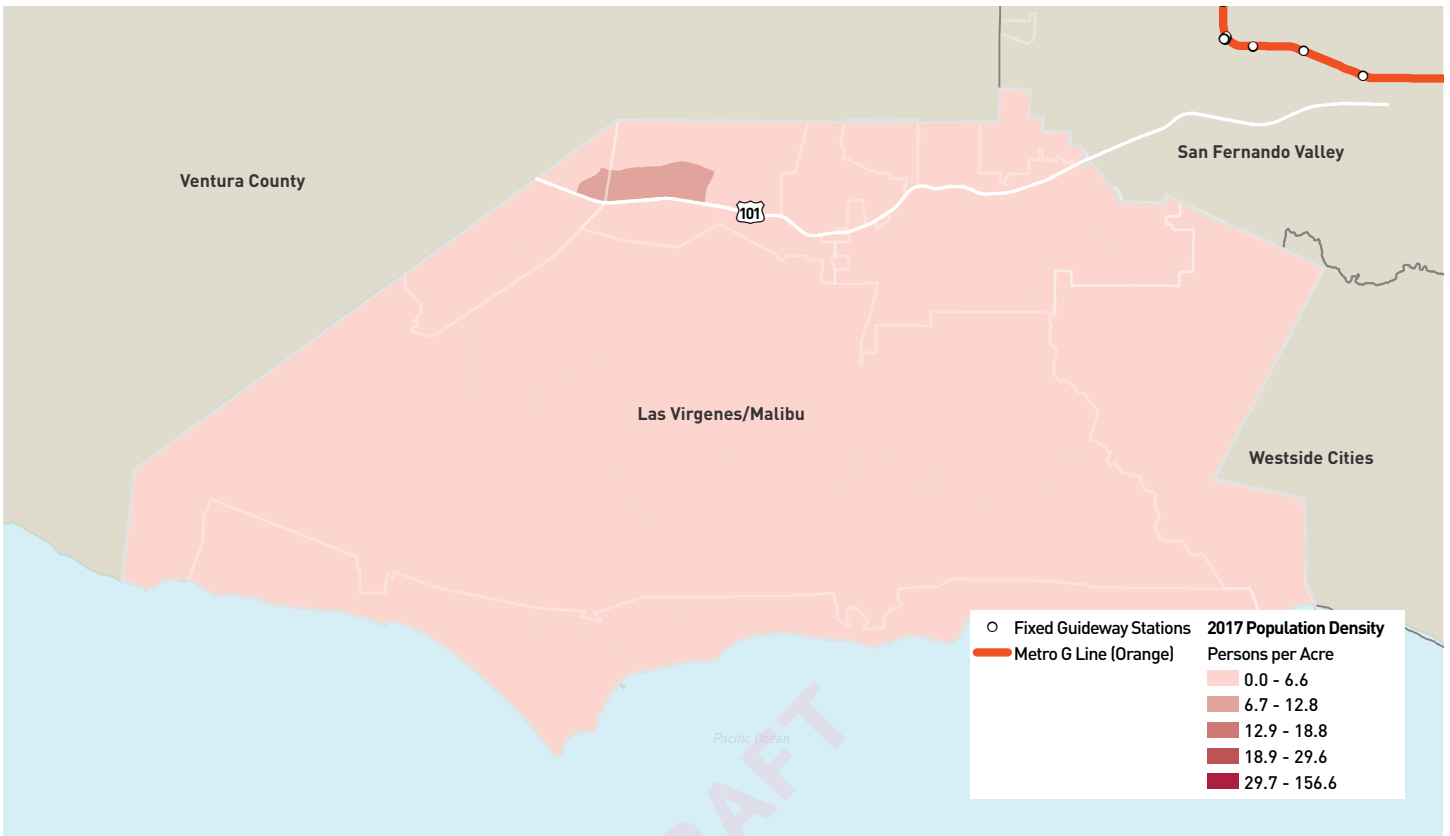 San Fernando Valley
Ventura County
101
Las Virgenes/Malibu
Westside Cities
Fixed Guideway Stations
Metro G Line (Orange)
2017 Population Density
Persons per Acre
0.0 - 6.6
6.7 - 12.8
12.9 - 18.8
18.9 - 29.6
29.7 - 156.6
Pacific Ocean
RAFT